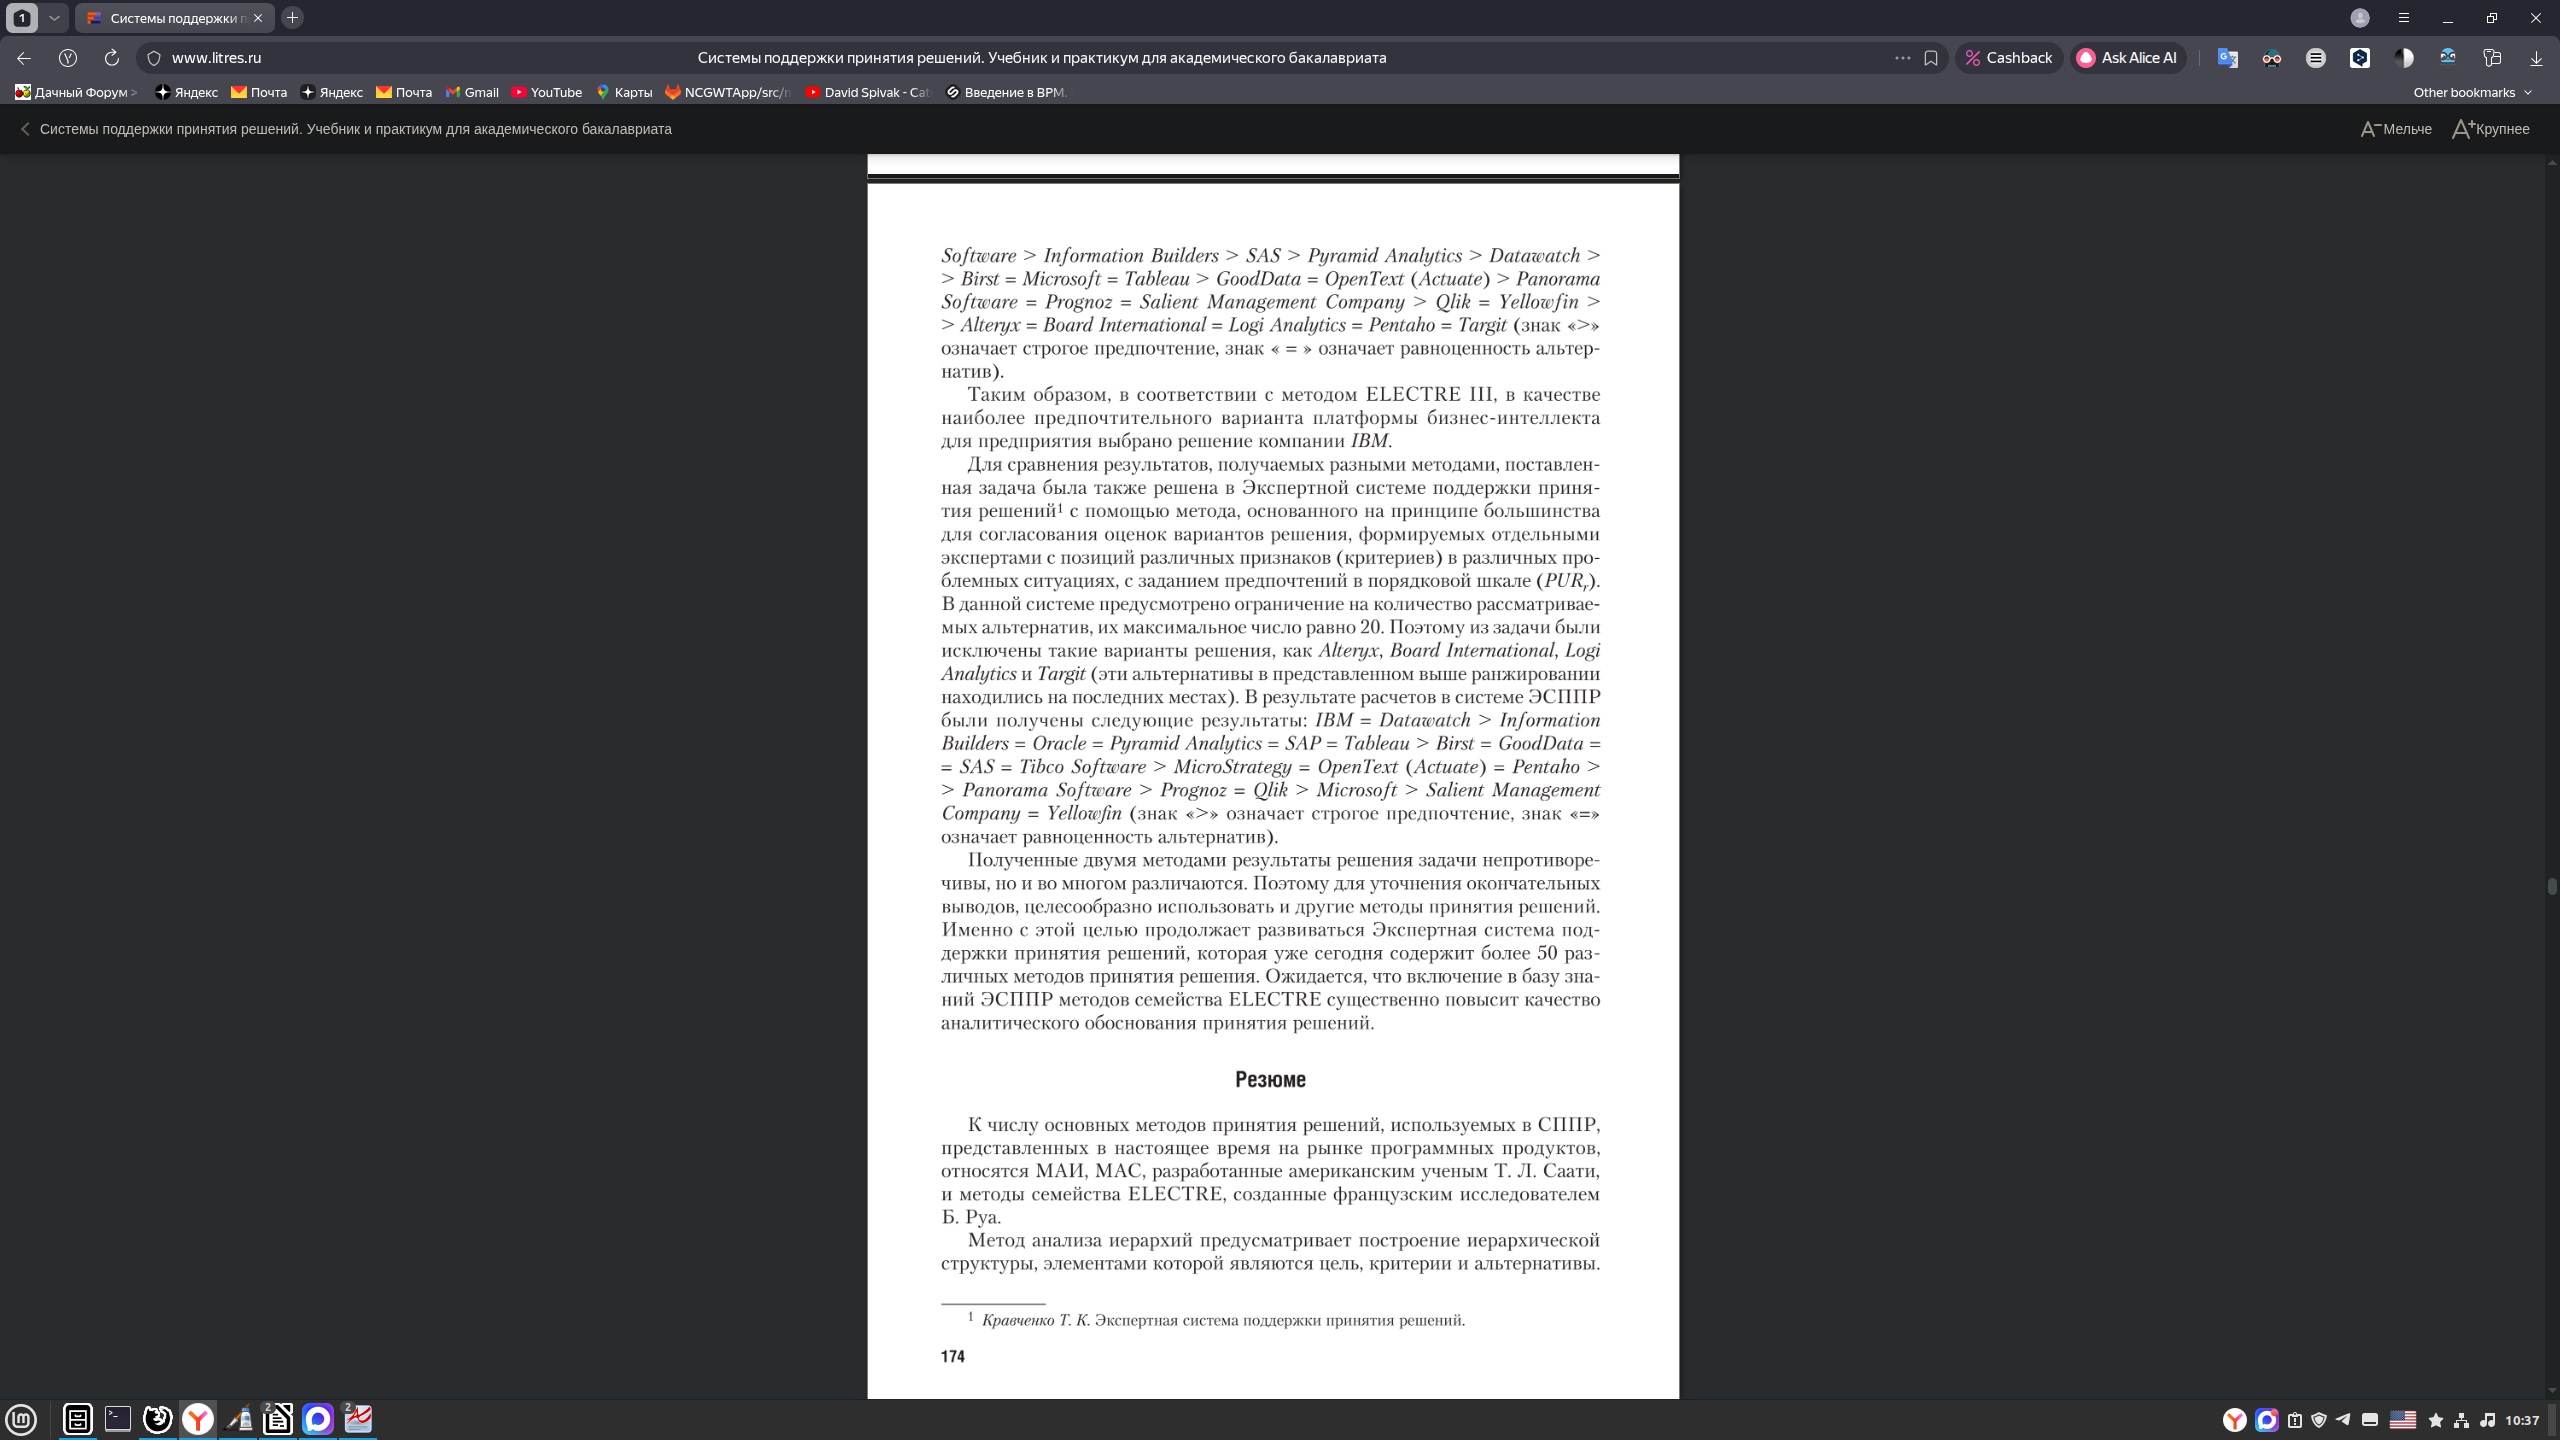 1
Системы поддержки п
www.litres.ru
Системы поддержки принятия решений. Учебник и практикум для академического бакалавриата
Cashback
Ask Alice AI
Дачный Форум >
Яндекс
Почта
Яндекс
Почта
Gmail
YouTube
Карты
NCGWTApp/src/
David Spivak - Cat
Введение в BPM.
Other bookmarks
Системы поддержки принятия решений. Учебник и практикум для академического бакалавриата
Мельче
Крупнее
Software > Information Builders > SAS > Pyramid Analytics > Datawatch >
> Birst = Microsoft = Tableau > GoodData = OpenText (Actuate) > Panorama
Software = Prognoz = Salient Management Company > Qlik = Yellowfin >
> Alteryx = Board International = Logi Analytics = Pentaho = Targit (знак «>»
означает строгое предпочтение, знак « = » означает равноценность альтер-
натив).
Таким образом, в соответствии с методом ELECTRE III, в качестве
наиболее предпочтительного варианта платформы бизнес-интеллекта
для предприятия выбрано решение компании IBM.
Для сравнения результатов, получаемых разными методами, поставлен-
ная задача была также решена в Экспертной системе поддержки приня-
тия решений1 с помощью метода, основанного на принципе большинства
для согласования оценок вариантов решения, формируемых отдельными
экспертами с позиций различных признаков (критериев) в различных про-
блемных ситуациях, с заданием предпочтений в порядковой шкале (PURr).
В данной системе предусмотрено ограничение на количество рассматривае-
мых альтернатив, их максимальное число равно 20. Поэтому из задачи были
исключены такие варианты решения, как Alteryx, Board International, Logi
Analytics и Targit (эти альтернативы в представленном выше ранжировании
находились на последних местах). В результате расчетов в системе ЭСППР
были получены следующие результаты: IBM = Datawatch > Information
Builders = Oracle = Pyramid Analytics = SAP = Tableau > Birst = GoodData =
= SAS = Tibco Software > MicroStrategy = OpenText (Actuate) = Pentaho >
> Panorama Software > Prognoz = Qlik > Microsoft > Salient Management
Company = Yellowfin (знак «>» означает строгое предпочтение, знак «=»
означает равноценность альтернатив).
Полученные двумя методами результаты решения задачи непротиворе-
чивы, но и во многом различаются. Поэтому для уточнения окончательных
выводов, целесообразно использовать и другие методы принятия решений.
Именно с этой целью продолжает развиваться Экспертная система под-
держки принятия решений, которая уже сегодня содержит более 50 раз-
личных методов принятия решения. Ожидается, что включение в базу зна-
ний ЭСППР методов семейства ELECTRE существенно повысит качество
аналитического обоснования принятия решений.
Резюме
К числу основных методов принятия решений, используемых в СППР,
представленных в настоящее время на рынке программных продуктов,
относятся МАИ, МАС, разработанные американским ученым Т. Л. Саати,
и методы семейства ELECTRE, созданные французским исследователем
Б. Руа.
Метод анализа иерархий предусматривает построение иерархической
структуры, элементами которой являются цель, критерии и альтернативы.
1 Кравченко Т. К. Экспертная система поддержки принятия решений.
174
2
2
10:37